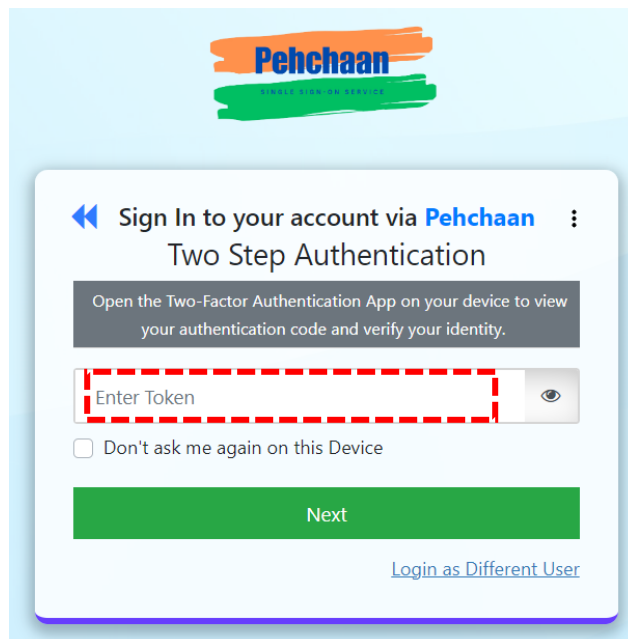 Pehchaan
SINGLE SIGN-ON SERVICE
Sign In to your account via Pehchaan
Two Step Authentication
Open the Two-Factor Authentication App on your device to view
your authentication code and verify your identity.
Enter Token
Don't ask me again on this Device
Next
Login as Different User